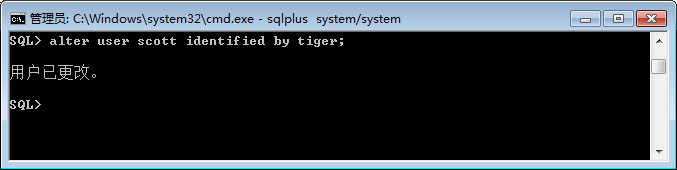 管理员: C:\Windows\system32\cmd.exe - sqlplus  system/system
SQL> alter user scott identified by tiger;
用户已更改。
SQL>